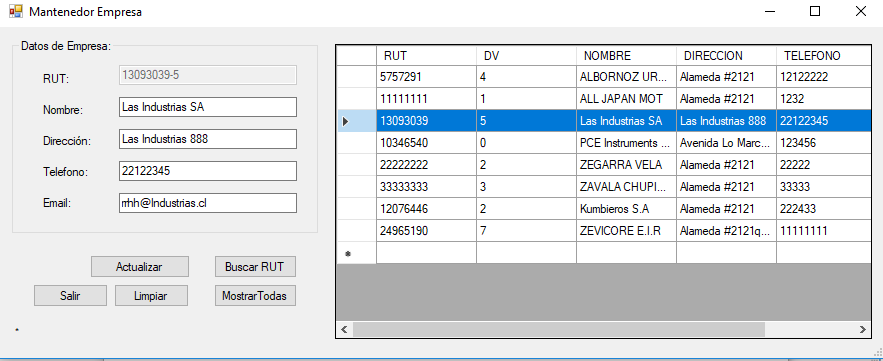 Mantenedor Empresa
Datos de Empresa:
RUT: 13093039-5
Nombre: Las Industrias SA
Dirección: Las Industrias 888
Telefono: 22122345
Email: rrhh@Industrias.cl
Actualizar Buscar RUT
Salir Limpiar MostrarTodas
*
RUT DV NOMBRE DIRECCION TELEFONO
5757291 4 ALBORNOZ UR... Alameda #2121 12122222
11111111 1 ALL JAPAN MOT Alameda #2121 1232
13093039 5 Las Industrias SA Las Industrias 888 22122345
10346540 0 PCE Instruments ... Avenida Lo Marc... 123456
22222222 2 ZEGARRA VELA Alameda #2121 22222
33333333 3 ZAVALA CHUPI... Alameda #2121 33333
12076446 2 Kumbieros S.A Alameda #2121 222433
24965190 7 ZEVICORE E.I.R Alameda #2121q... 11111111
*